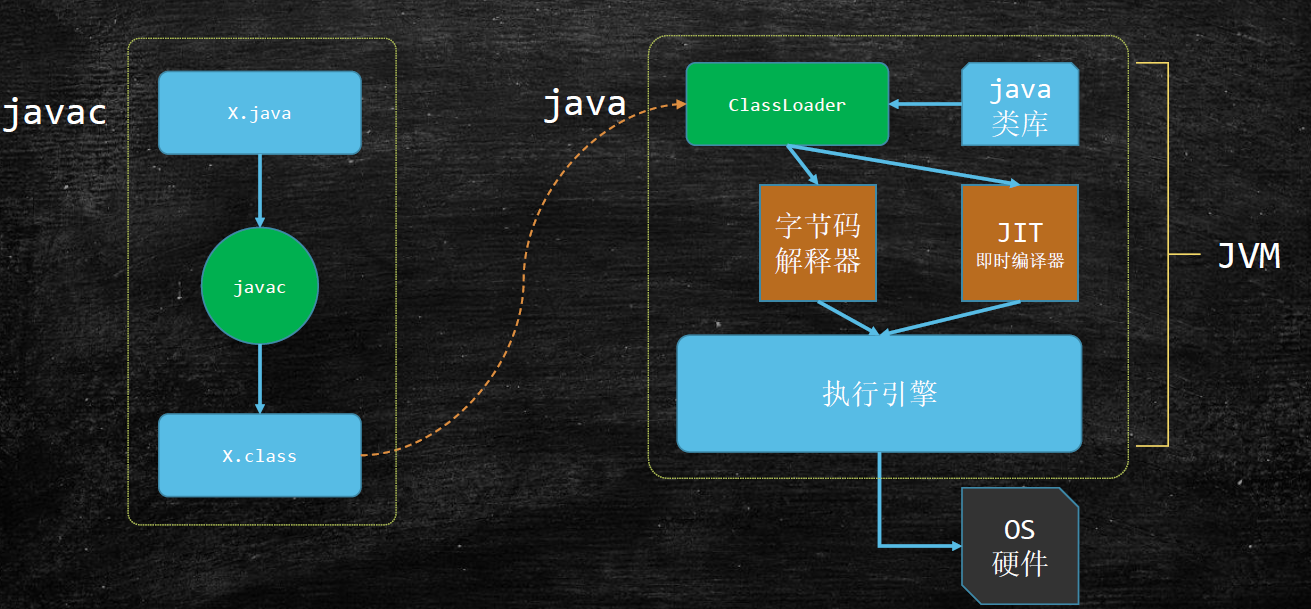 javac
X.java
javac
X.class
java
ClassLoader
java
类库
字节码
解释器
JIT
即时编译器
执行引擎
JVM
OS
硬件